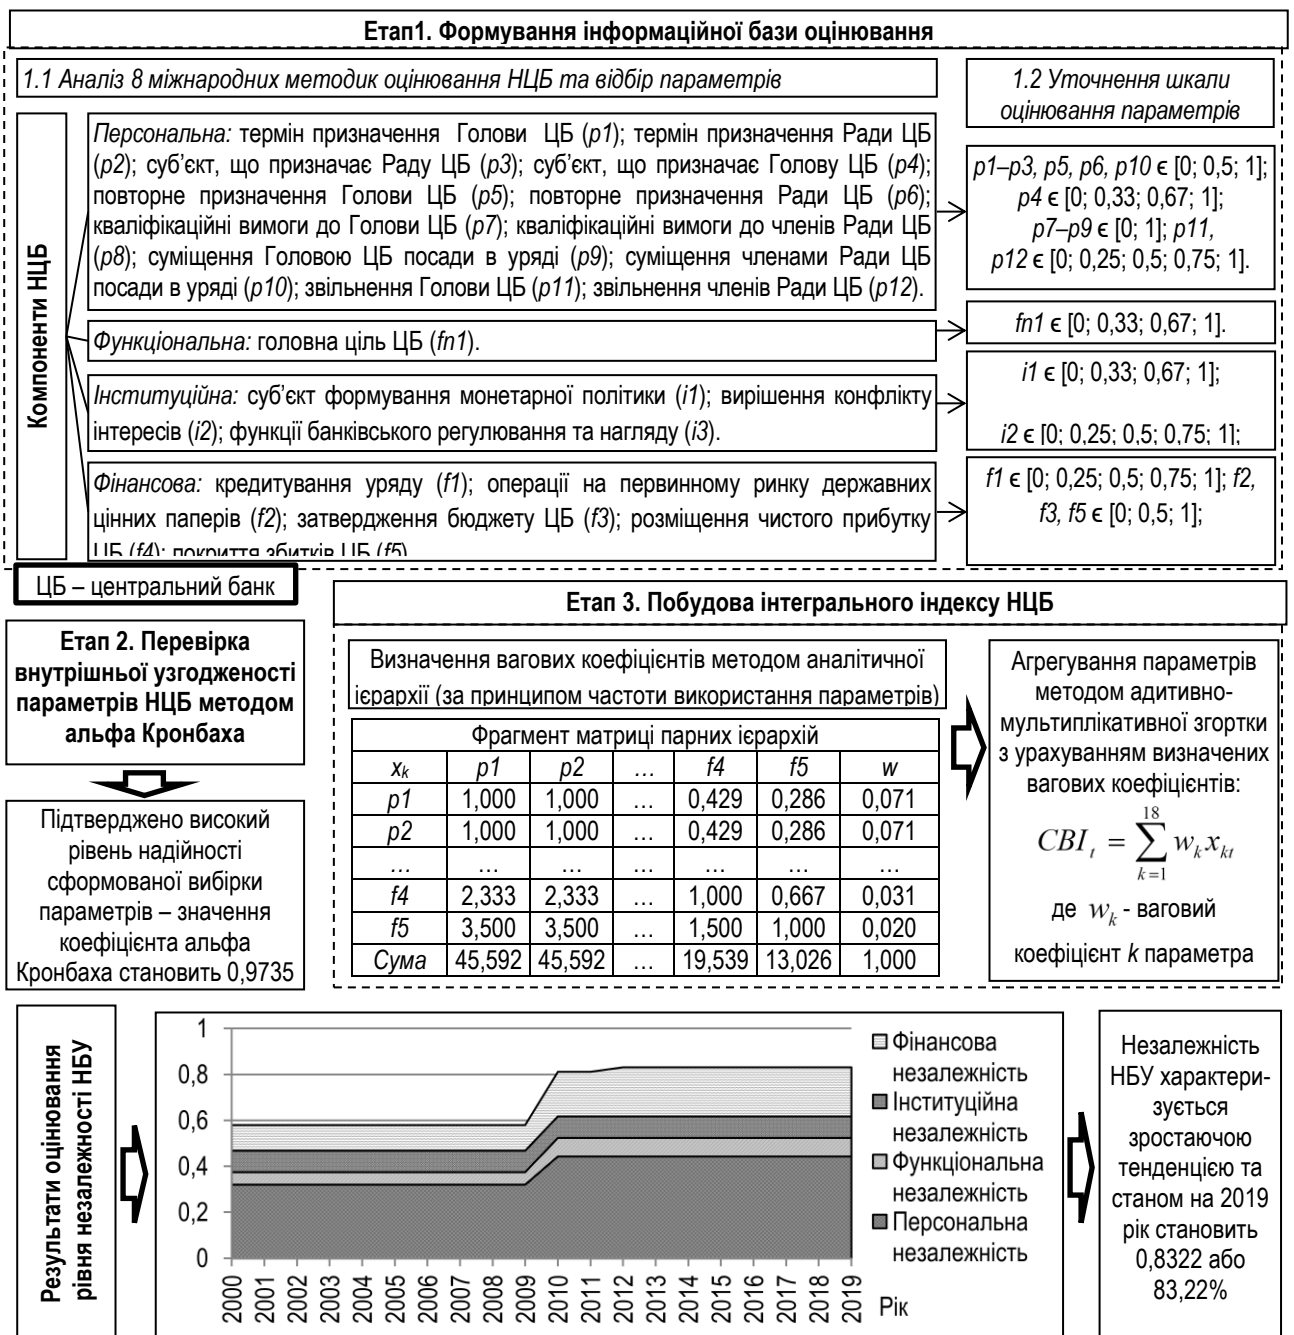 Етап1. Формування інформаційної бази оцінювання
1.1 Аналіз 8 міжнародних методик оцінювання НЦБ та відбір параметрів
1.2 Уточнення шкали
оцінювання параметрів
Компоненти НЦБ
Персональна: термін призначення Голови ЦБ (p1); термін призначення Ради ЦБ
(p2); суб’єкт, що призначає Раду ЦБ (p3); суб’єкт, що призначає Голову ЦБ (p4);
повторне призначення Голови ЦБ (p5); повторне призначення Ради ЦБ (p6);
кваліфікаційні вимоги до Голови ЦБ (p7); кваліфікаційні вимоги до членів Ради ЦБ
(p8); суміщення Головою ЦБ посади в уряді (p9); суміщення членами Ради ЦБ
посади в уряді (p10); звільнення Голови ЦБ (p11); звільнення членів Ради ЦБ (p12).
p1–p3, p5, p6, p10 є [0; 0,5; 1];
p4 є [0; 0,33; 0,67; 1];
p7–p9 є [0; 1]; p11,
p12 є [0; 0,25; 0,5; 0,75; 1].
Функціональна: головна ціль ЦБ (fn1).
fn1 є [0; 0,33; 0,67; 1].
Інституційна: суб’єкт формування монетарної політики (i1); вирішення конфлікту
інтересів (i2); функції банківського регулювання та нагляду (i3).
i1 є [0; 0,33; 0,67; 1];
i2 є [0; 0,25; 0,5; 0,75; 1];
Фінансова: кредитування уряду (f1); операції на первинному ринку державних
цінних паперів (f2); затвердження бюджету ЦБ (f3); розміщення чистого прибутку
ЦБ (f4); покриття збитків ЦБ (f5)
f1 є [0; 0,25; 0,5; 0,75; 1]; f2,
f3, f5 є [0; 0,5; 1];
ЦБ – центральний банк
Етап 2. Перевірка
внутрішньої узгодженості
параметрів НЦБ методом
альфа Кронбаха
Підтверджено високий
рівень надійності
сформованої вибірки
параметрів – значення
коефіцієнта альфа
Кронбаха становить 0,9735
Етап 3. Побудова інтегрального індексу НЦБ
Визначення вагових коефіцієнтів методом аналітичної
ієрархії (за принципом частоти використання параметрів)
Фрагмент матриці парних ієрархій
xk p1 p2 … f4 f5 w
p1 1,000 1,000 … 0,429 0,286 0,071
p2 1,000 1,000 … 0,429 0,286 0,071
… … … … … … …
f4 2,333 2,333 … 1,000 0,667 0,031
f5 3,500 3,500 … 1,500 1,000 0,020
Сума 45,592 45,592 … 19,539 13,026 1,000
Агрегування параметрів
методом адитивно-
мультиплікативної згортки
з урахуванням визначених
вагових коефіцієнтів:
CBI_t = \sum_{k=1}^{18} w_k x_{kt}
де w_k - ваговий
коефіцієнт k параметра
Результати оцінювання
рівня незалежності НБУ
1
0,8
0,6
0,4
0,2
0
2000 2001 2002 2003 2004 2005 2006 2007 2008 2009 2010 2011 2012 2013 2014 2015 2016 2017 2018 2019
Рік
Фінансова
незалежність
Інституційна
незалежність
Функціональна
незалежність
Персональна
незалежність
Незалежність
НБУ характери-
зується
зростаючою
тенденцією та
станом на 2019
рік становить
0,8322 або
83,22%